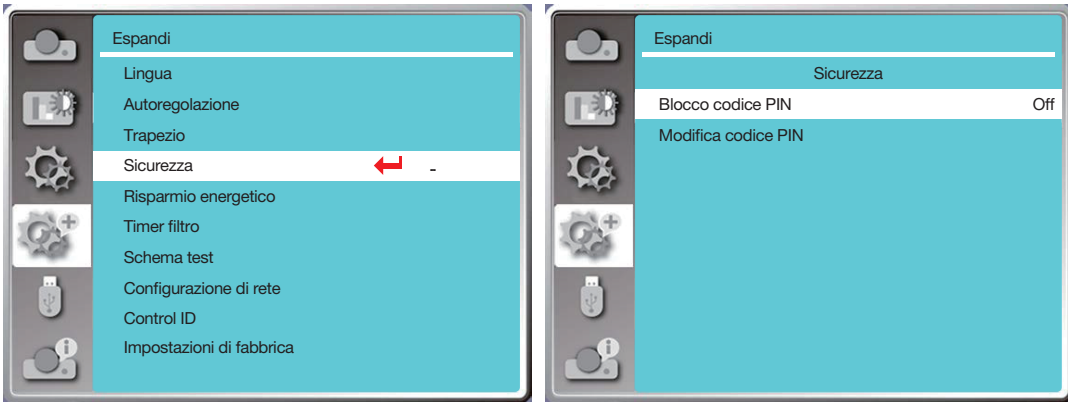 Espandi
Lingua
Autoregolazione
Trapezio
Sicurezza -
Risparmio energetico
Timer filtro
Schema test
Configurazione di rete
Control ID
Impostazioni di fabbrica
Espandi
Sicurezza
Blocco codice PIN Off
Modifica codice PIN